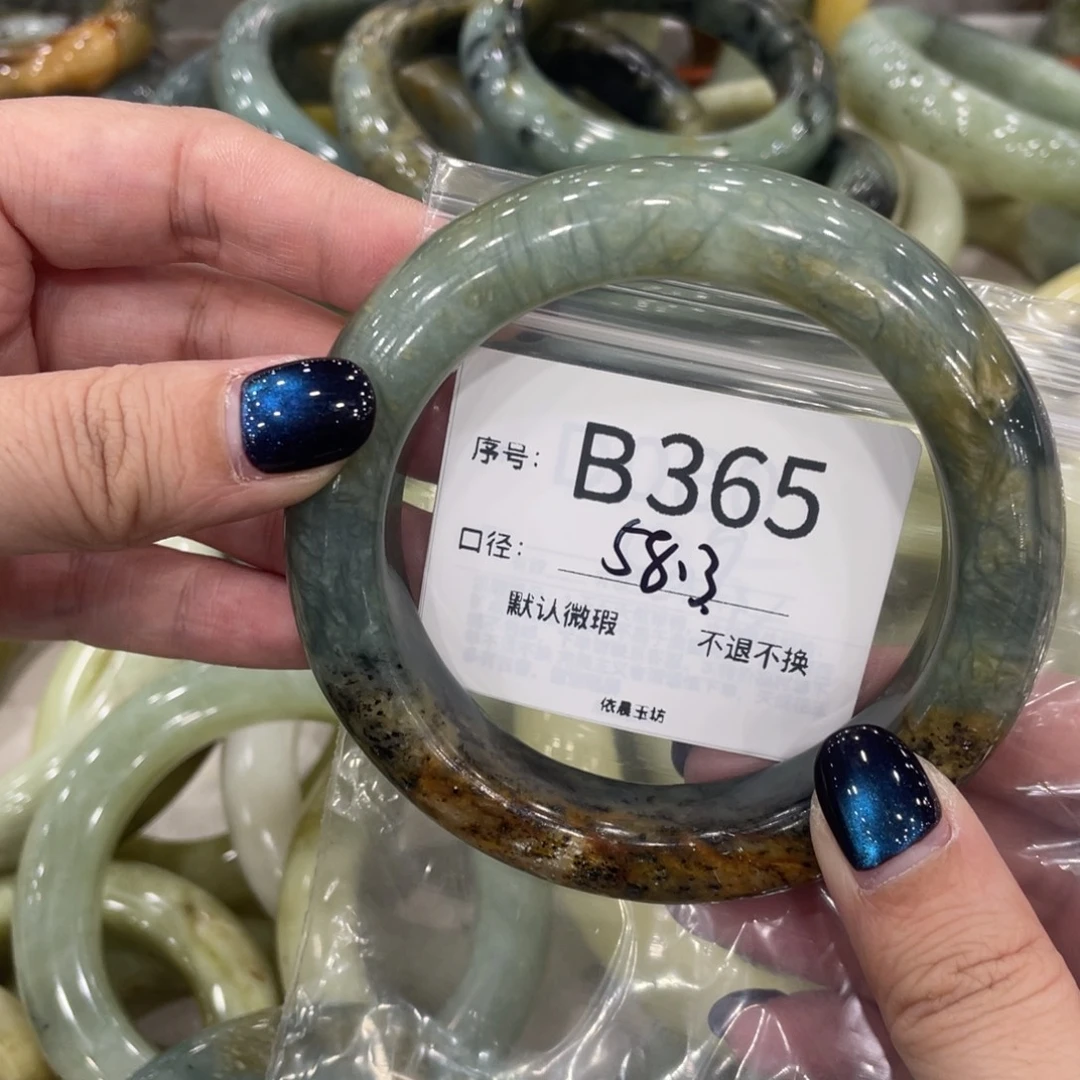 序号: B365
口径: 58.3
默认微瑕 不退不换
依晨玉坊